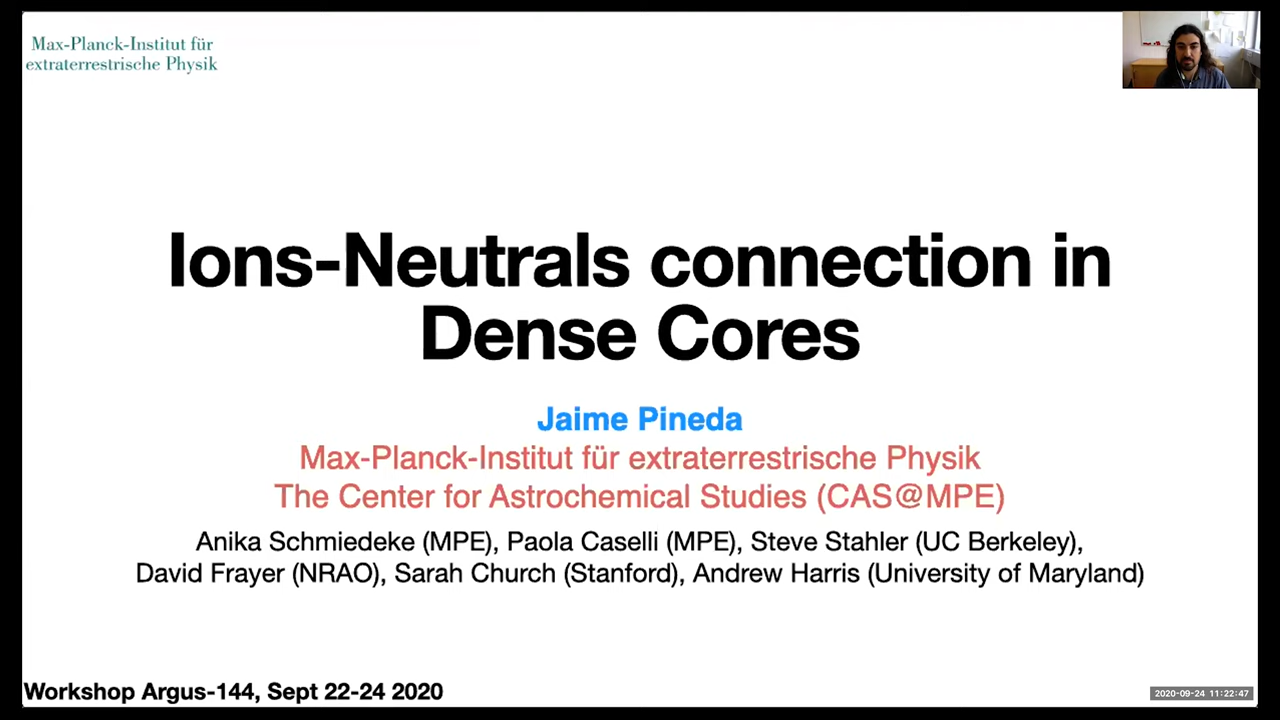 Max-Planck-Institut für
extraterrestrische Physik
Ions-Neutrals connection in
Dense Cores
Jaime Pineda
Max-Planck-Institut für extraterrestrische Physik
The Center for Astrochemical Studies (CAS@MPE)
Anika Schmiedeke (MPE), Paola Caselli (MPE), Steve Stahler (UC Berkeley),
David Frayer (NRAO), Sarah Church (Stanford), Andrew Harris (University of Maryland)
Workshop Argus-144, Sept 22-24 2020
2020-09-24 11:22:47